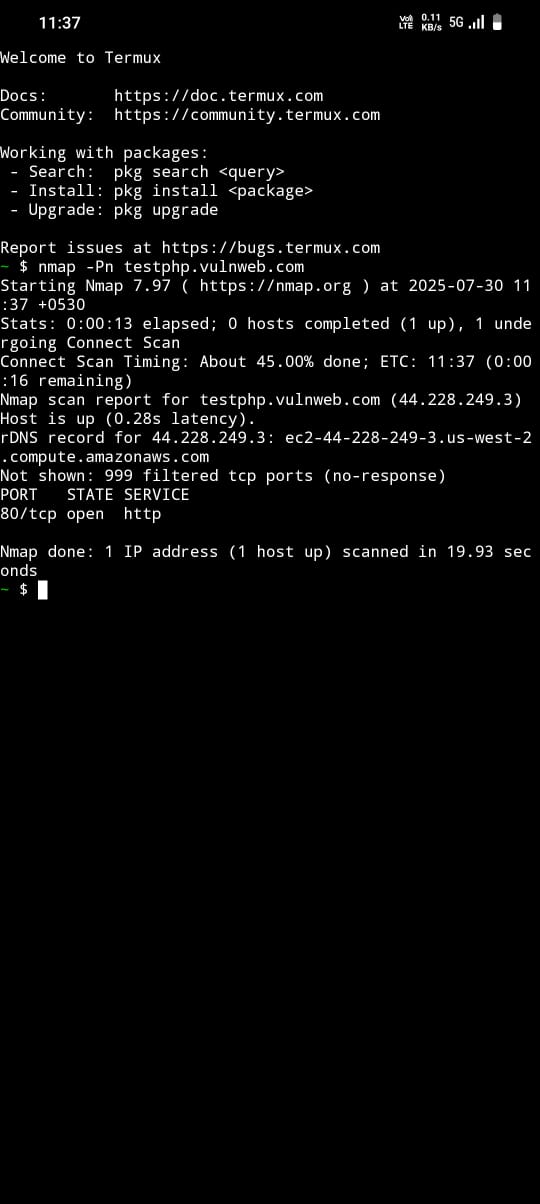 11:37
Vo)) LTE 0.11 KB/s 5G
Welcome to Termux
Docs:       https://doc.termux.com
Community:  https://community.termux.com
Working with packages:
 - Search:  pkg search <query>
 - Install: pkg install <package>
 - Upgrade: pkg upgrade
Report issues at https://bugs.termux.com
~ $ nmap -Pn testphp.vulnweb.com
Starting Nmap 7.97 ( https://nmap.org ) at 2025-07-30 11
:37 +0530
Stats: 0:00:13 elapsed; 0 hosts completed (1 up), 1 unde
rgoing Connect Scan
Connect Scan Timing: About 45.00% done; ETC: 11:37 (0:00
:16 remaining)
Nmap scan report for testphp.vulnweb.com (44.228.249.3)
Host is up (0.28s latency).
rDNS record for 44.228.249.3: ec2-44-228-249-3.us-west-2
.compute.amazonaws.com
Not shown: 999 filtered tcp ports (no-response)
PORT   STATE SERVICE
80/tcp open  http
Nmap done: 1 IP address (1 host up) scanned in 19.93 sec
onds
~ $